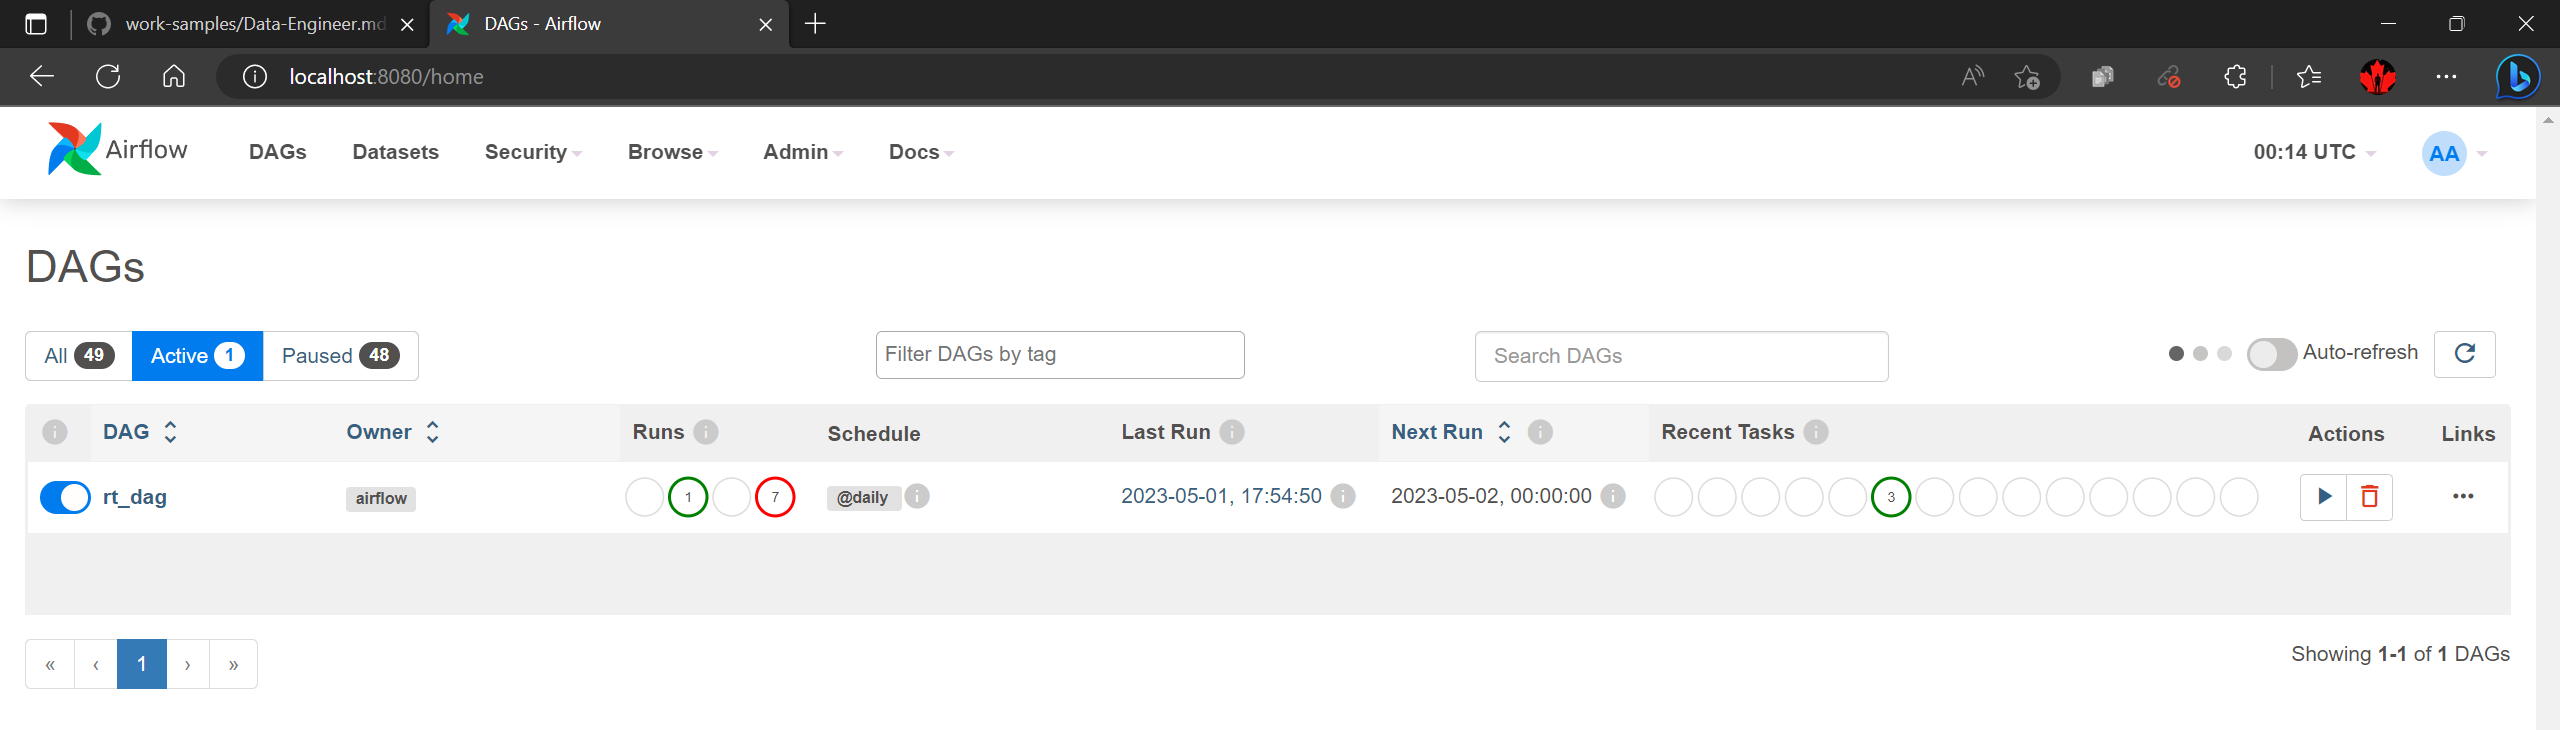 work-samples/Data-Engineer.md DAGs - Airflow
localhost:8080/home
Airflow DAGs Datasets Security Browse Admin Docs 00:14 UTC AA
DAGs
All 49 Active 1 Paused 48 Filter DAGs by tag Search DAGs Auto-refresh
DAG Owner Runs Schedule Last Run Next Run Recent Tasks Actions Links
rt_dag airflow 1 7 @daily 2023-05-01, 17:54:50 2023-05-02, 00:00:00 3
« ‹ 1 › »
Showing 1-1 of 1 DAGs